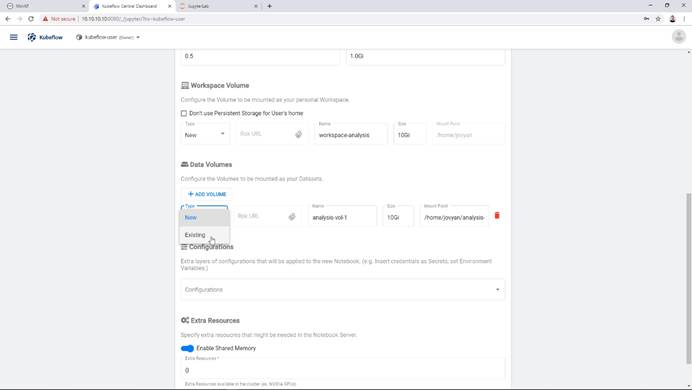 MinKF
Kubeflow Central Dashboard
JupyterLab
Not secure
10.10.10.10:8080/_/jupyter/?ns=kubeflow-user
Kubeflow
kubeflow-user (Owner)
0.5
1.0Gi
Workspace Volume
Configure the Volume to be mounted as your personal Workspace.
Don't use Persistent Storage for User's home
Type
Name
Size
Mount Point
New
Rok URL
workspace-analysis
10Gi
/home/jovyan
Data Volumes
Configure the Volumes to be mounted as your Datasets.
+ ADD VOLUME
Type
Name
Size
Mount Point
New
Rok URL
analysis-vol-1
10Gi
/home/jovyan/analysis-
Existing
Configurations
Extra layers of configurations that will be applied to the new Notebook. (e.g. Insert credentials as Secrets, set Environment
Variables.)
Configurations
Extra Resources
Specify extra resources that might be needed in the Notebook Server.
Enable Shared Memory
Extra Resources *
{}
Extra Resources available in the cluster (ex. NVIDIA GPUs)